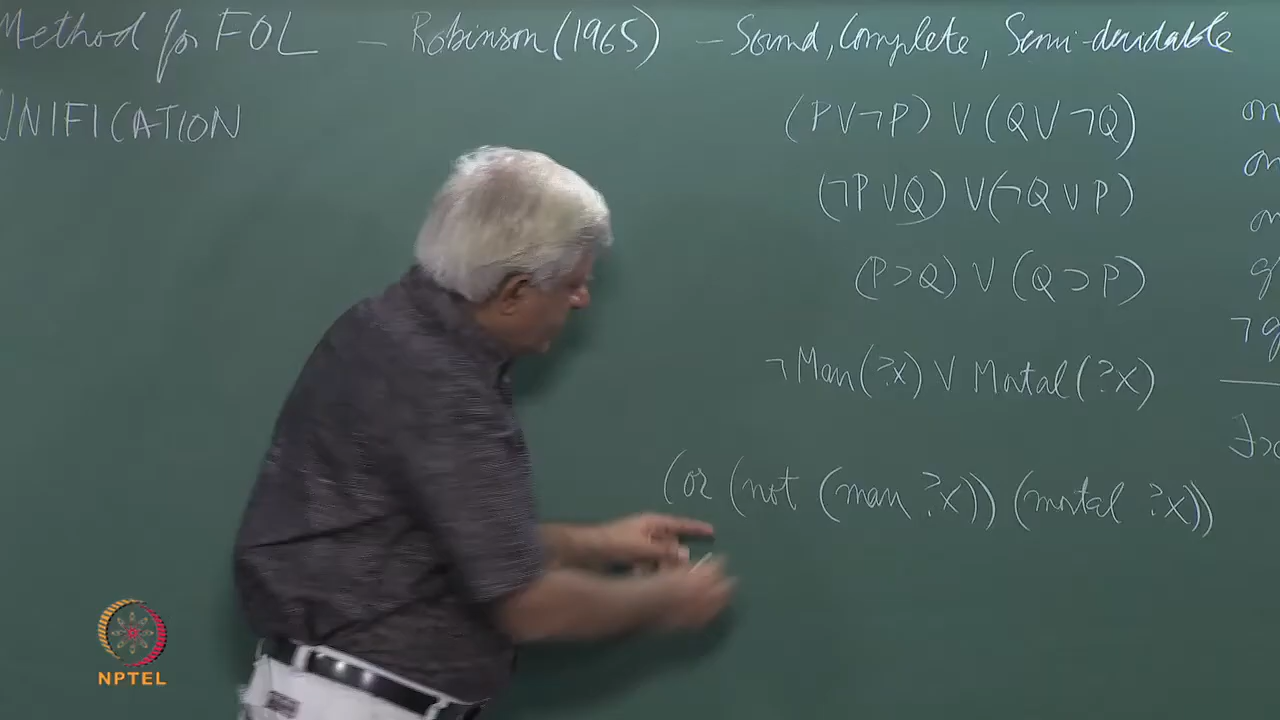 Method for FOL – Robinson (1965) – Sound, Complete, Semi-decidable
UNIFICATION
(P∨¬P) ∨ (Q∨¬Q)
(¬P∨Q) ∨ (¬Q∨P)
(P⊃Q) ∨ (Q⊃P)
¬Man(?x) ∨ Mortal(?x)
(or (not (man ?x)) (mortal ?x))
NPTEL